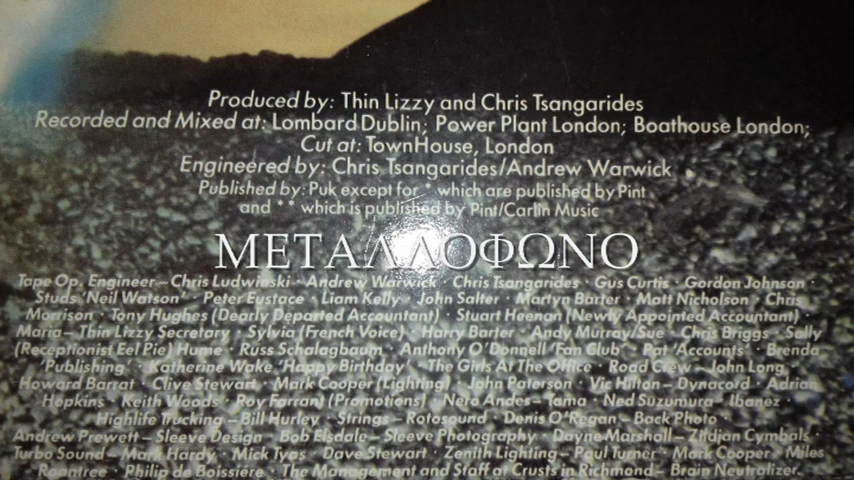 Produced by: Thin Lizzy and Chris Tsangarides
Recorded and Mixed at: Lombard Dublin; Power Plant London; Boathouse London;
Cut at: TownHouse, London
Engineered by: Chris Tsangarides/Andrew Warwick
Published by: Puk except for * which are published by Pint
and ** which is published by Pint/Carlin Music
ΜΕΤΑΛΛΟΦΩΝΟ
Tape Op. Engineer – Chris Ludwinski · Andrew Warwick · Chris Tsangarides · Gus Curtis · Gordon Johnson ·
Studs 'Neil Watson' · Peter Eustace · Liam Kelly · John Salter · Martyn Barter · Matt Nicholson · Chris
Morrison · Tony Hughes (Dearly Departed Accountant) · Stuart Heenan (Newly Appointed Accountant) ·
Maria – Thin Lizzy Secretary · Sylvia (French Voice) · Harry Barter · Andy Murray/Sue · Chris Briggs · Sally
(Receptionist Eel Pie) Hume · Russ Schalagbaum · Anthony O'Donnell 'Fan Club' · Pat 'Accounts' · Brenda
'Publishing' · Katherine Wake 'Happy Birthday' · The Girls At The Office · Road Crew – John Long ·
Howard Barrat · Clive Stewart · Mark Cooper (Lighting) · John Paterson · Vic Hilton – Dynacord · Adrian
Hopkins · Keith Woods · Roy Farrant (Promotions) · Nero Andes – Tama · Ned Suzumura – Ibanez ·
Highlife Trucking – Bill Hurley · Strings – Rotosound · Denis O'Regan – Back Photo ·
Andrew Prewett – Sleeve Design · Bob Elsdale – Sleeve Photography · Dayne Marshall – Zildjan Cymbals ·
Turbo Sound – Mark Hardy · Mick Tyas · Dave Stewart · Zenith Lighting – Paul Turner · Mark Cooper · Miles
Roantree · Philip de Boissiére · The Management and Staff at Crusts in Richmond – Brain Neutralizer.